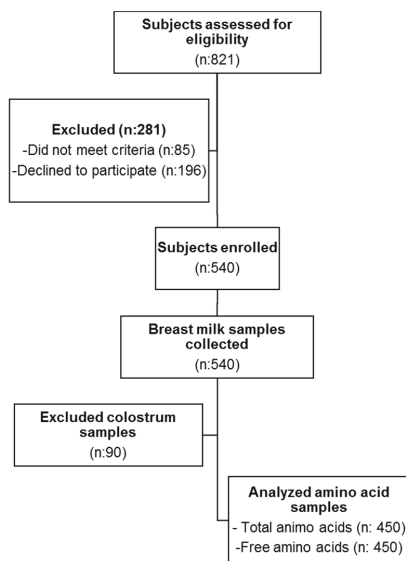 Subjects assessed for
eligibility
(n:821)
Excluded (n:281)
-Did not meet criteria (n:85)
-Declined to participate (n:196)
Subjects enrolled
(n:540)
Breast milk samples
collected
(n:540)
Excluded colostrum
samples
(n:90)
Analyzed amino acid
samples
- Total animo acids (n: 450)
-Free amino acids (n: 450)